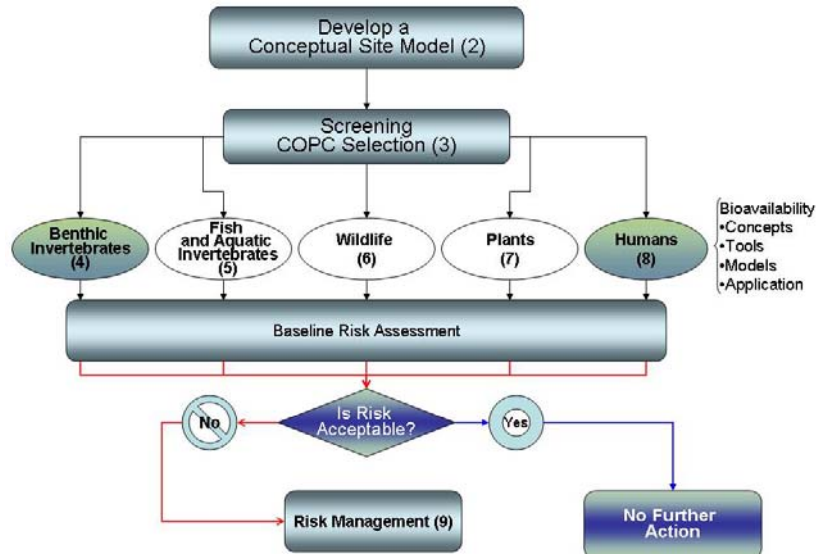 Develop a
Conceptual Site Model (2)
Screening
COPC Selection (3)
Benthic
Invertebrates
(4)
Fish
and Aquatic
Invertebrates
(5)
Wildlife
(6)
Plants
(7)
Humans
(8)
Bioavailability
•Concepts
•Tools
•Models
•Application
Baseline Risk Assessment
No
Is Risk
Acceptable?
Yes
Risk Management (9)
No Further
Action